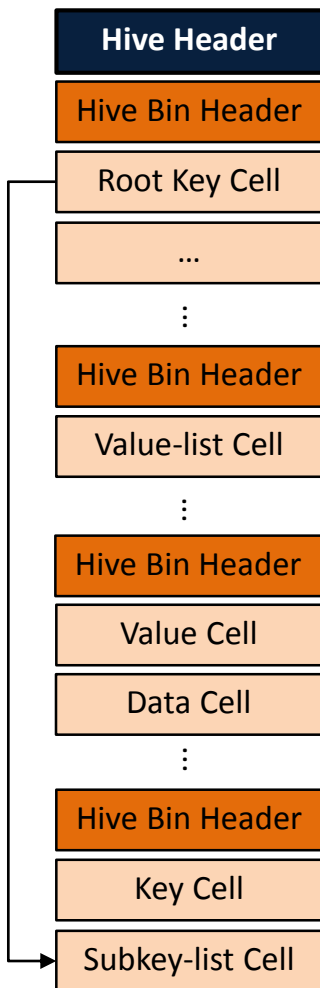 Hive Header
Hive Bin Header
Root Key Cell
...
⋮
Hive Bin Header
Value-list Cell
⋮
Hive Bin Header
Value Cell
Data Cell
⋮
Hive Bin Header
Key Cell
Subkey-list Cell